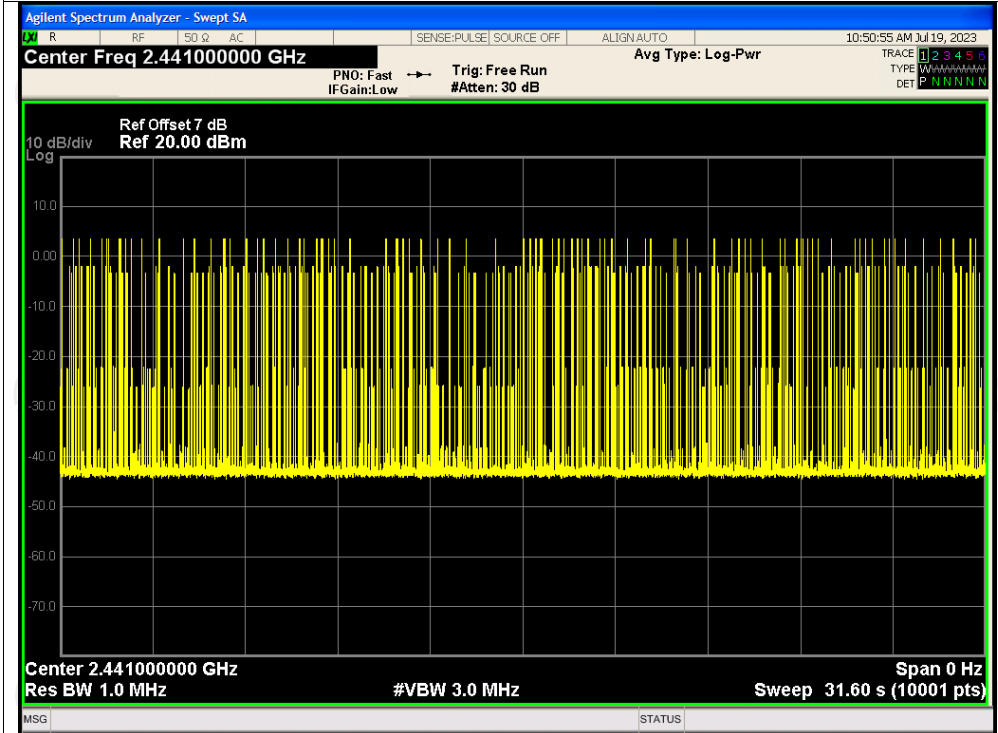 Agilent Spectrum Analyzer - Swept SA
LXI R RF 50 Ω AC SENSE:PULSE SOURCE OFF ALIGN AUTO 10:50:55 AM Jul 19, 2023
Center Freq 2.441000000 GHz Avg Type: Log-Pwr TRACE 1 2 3 4 5 6
PNO: Fast Trig: Free Run TYPE WWWWWW
IFGain:Low #Atten: 30 dB DET P N N N N N
Ref Offset 7 dB
10 dB/div Ref 20.00 dBm
Log
10.0
0.00
-10.0
-20.0
-30.0
-40.0
-50.0
-60.0
-70.0
Center 2.441000000 GHz Span 0 Hz
Res BW 1.0 MHz #VBW 3.0 MHz Sweep 31.60 s (10001 pts)
MSG STATUS